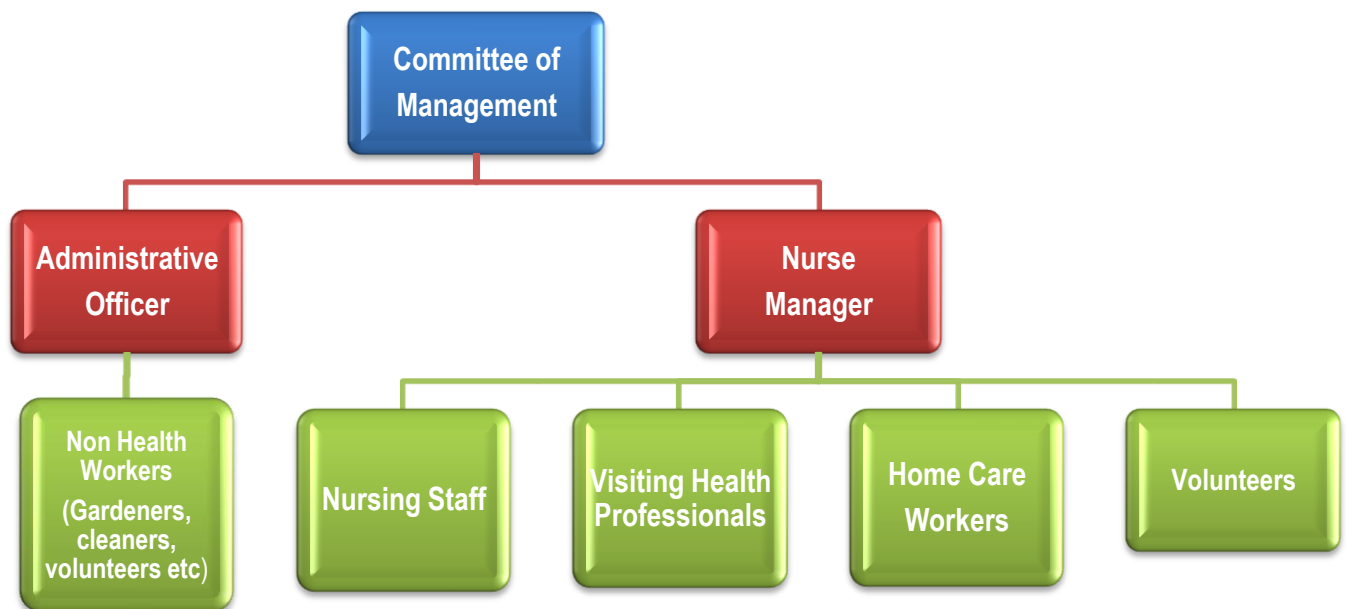 Committee of
Management
Administrative
Officer
Nurse
Manager
Non Health
Workers
(Gardeners,
cleaners,
volunteers etc)
Nursing Staff
Visiting Health
Professionals
Home Care
Workers
Volunteers